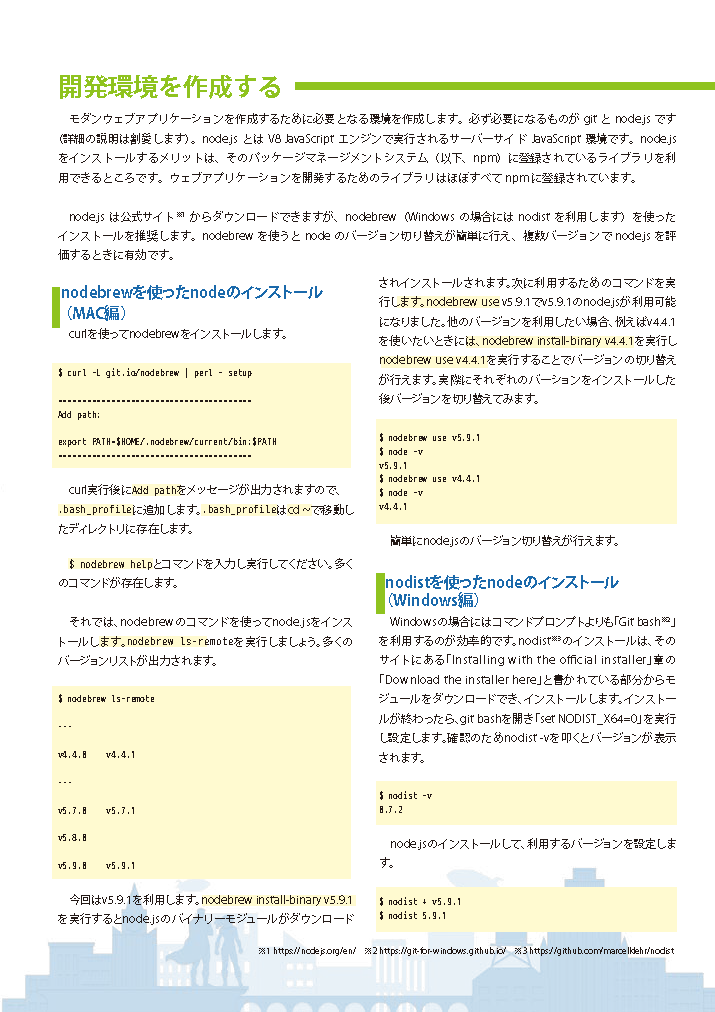 開発環境を作成する
モダンウェブアプリケーションを作成するために必要となる環境を作成します。必ず必要になるものが git と node.js です
（詳細の説明は割愛します）。node.js とは V8 JavaScript エンジンで実行されるサーバーサイド JavaScript 環境です。node.js
をインストールするメリットは、そのパッケージマネージメントシステム（以下、npm）に登録されているライブラリを利
用できるところです。ウェブアプリケーションを開発するためのライブラリはほぼすべて npm に登録されています。
node.js は公式サイト※1 からダウンロードできますが、nodebrew（Windows の場合には nodist を利用します）を使った
インストールを推奨します。nodebrew を使うと node のバージョン切り替えが簡単に行え、複数バージョンで node.js を評
価するときに有効です。
nodebrewを使ったnodeのインストール
（MAC編）
curlを使ってnodebrewをインストールします。
$ curl -L git.io/nodebrew | perl - setup
----------------------------------------
Add path:
export PATH=$HOME/.nodebrew/current/bin:$PATH
----------------------------------------
curl実行後にAdd pathをメッセージが出力されますので、
.bash_profileに追加します。.bash_profileはcd ~で移動し
たディレクトリに存在します。
$ nodebrew helpとコマンドを入力し実行してください。多く
のコマンドが存在します。
それでは、nodebrewのコマンドを使ってnode.jsをインス
トールします。nodebrew ls-remoteを実行しましょう。多くの
バージョンリストが出力されます。
$ nodebrew ls-remote
...
v4.4.0 v4.4.1
...
v5.7.0 v5.7.1
v5.8.0
v5.9.0 v5.9.1
今回はv5.9.1を利用します。nodebrew install-binary v5.9.1
を実行するとnode.jsのバイナリーモジュールがダウンロード
されインストールされます。次に利用するためのコマンドを実
行します。nodebrew use v5.9.1でv5.9.1のnode.jsが利用可能
になりました。他のバージョンを利用したい場合、例えばv4.4.1
を使いたいときには、nodebrew install-binary v4.4.1を実行し
nodebrew use v4.4.1を実行することでバージョンの切り替え
が行えます。実際にそれぞれのバージョンをインストールした
後バージョンを切り替えてみます。
$ nodebrew use v5.9.1
$ node -v
v5.9.1
$ nodebrew use v4.4.1
$ node -v
v4.4.1
簡単にnode.jsのバージョン切り替えが行えます。
nodistを使ったnodeのインストール
（Windows編）
Windowsの場合にはコマンドプロンプトよりも「Git bash※2」
を利用するのが効率的です。nodist※3のインストールは、その
サイトにある「Installing with the official installer」章の
「Download the installer here」と書かれている部分からモ
ジュールをダウンロードでき、インストールします。インストー
ルが終わったら、git bashを開き「set NODIST_X64=0」を実行
し設定します。確認のためnodist -vを叩くとバージョンが表示
されます。
$ nodist -v
0.7.2
node.jsのインストールして、利用するバージョンを設定しま
す。
$ nodist + v5.9.1
$ nodist 5.9.1
※1 https://nodejs.org/en/ ※2 https://git-for-windows.github.io/ ※3 https://github.com/marcelklehr/nodist